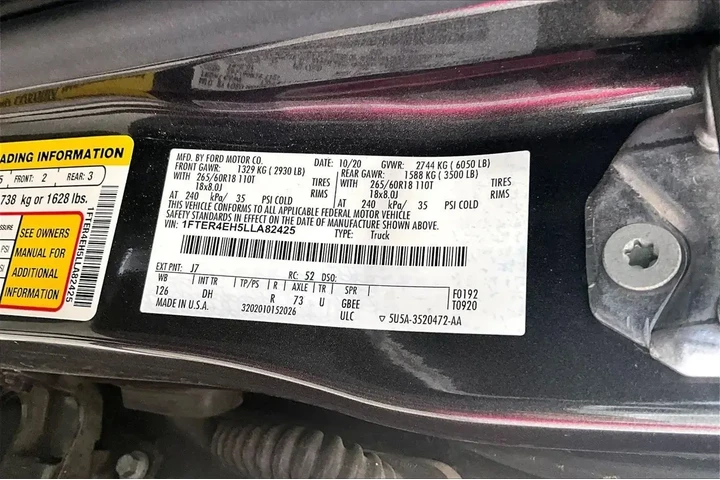 ADING INFORMATION
5 FRONT: 2 REAR: 3
738 kg or 1628 lbs.
SEE OWNERS
MANUAL FOR
ADDITIONAL
INFORMATION
1FTER4EH5LLA82425
MFD. BY FORD MOTOR CO. DATE: 10/20 GVWR: 2744 KG ( 6050 LB)
FRONT GAWR: 1329 KG ( 2930 LB) REAR GAWR: 1588 KG ( 3500 LB)
WITH WITH
265/60R18 110T TIRES 265/60R18 110T TIRES
18x8.0J RIMS 18x8.0J RIMS
AT 240 kPa/ 35 PSI COLD AT 240 kPa/ 35 PSI COLD
THIS VEHICLE CONFORMS TO ALL APPLICABLE FEDERAL MOTOR VEHICLE
SAFETY STANDARDS IN EFFECT ON THE DATE OF MANUFACTURE SHOWN ABOVE.
VIN: 1FTER4EH5LLA82425 TYPE: Truck
EXT PNT: J7 RC: 52 DSO:
WB INT TR TP/PS R AXLE TR SPR
126 DH R 73 U GBEE F0192
MADE IN U.S.A. 3202010152026 ULC T0920
▽ 5U5A-3520472-AA